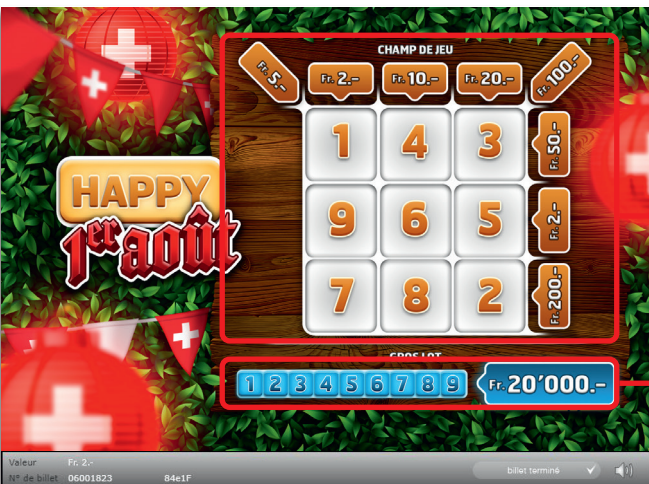 CHAMP DE JEU
Fr. 5.- Fr. 2.- Fr. 10.- Fr. 20.- Fr. 100.-
1 4 3 Fr. 50.-
HAPPY
1er août
9 6 5 Fr. 2.-
7 8 2 Fr. 200.-
GROS LOT
1 2 3 4 5 6 7 8 9 Fr. 20'000.-
Valeur Fr. 2.-
N° de billet 06001823 84e1F
billet terminé